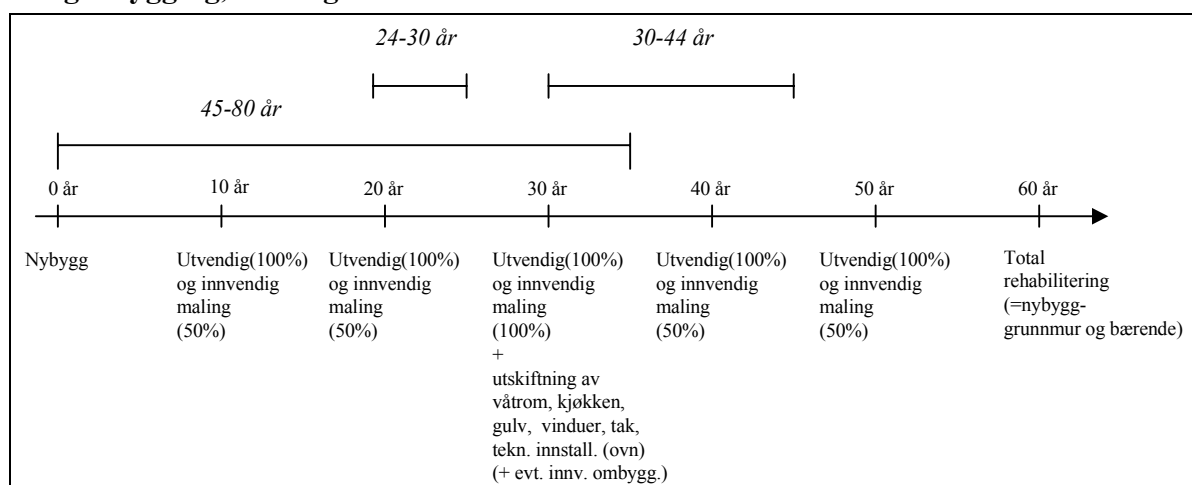 24-30 år
30-44 år
45-80 år
0 år
10 år
20 år
30 år
40 år
50 år
60 år
Nybygg
Utvendig(100%)
og innvendig
maling
(50%)
Utvendig(100%)
og innvendig
maling
(50%)
Utvendig(100%)
og innvendig
maling
(100%)
+
utskiftning av
våtrom, kjøkken,
gulv, vinduer, tak,
tekn. innstall. (ovn)
(+ evt. innv. ombygg.)
Utvendig(100%)
og innvendig
maling
(50%)
Utvendig(100%)
og innvendig
maling
(50%)
Total
rehabilitering
(=nybygg-
grunnmur og bærende)